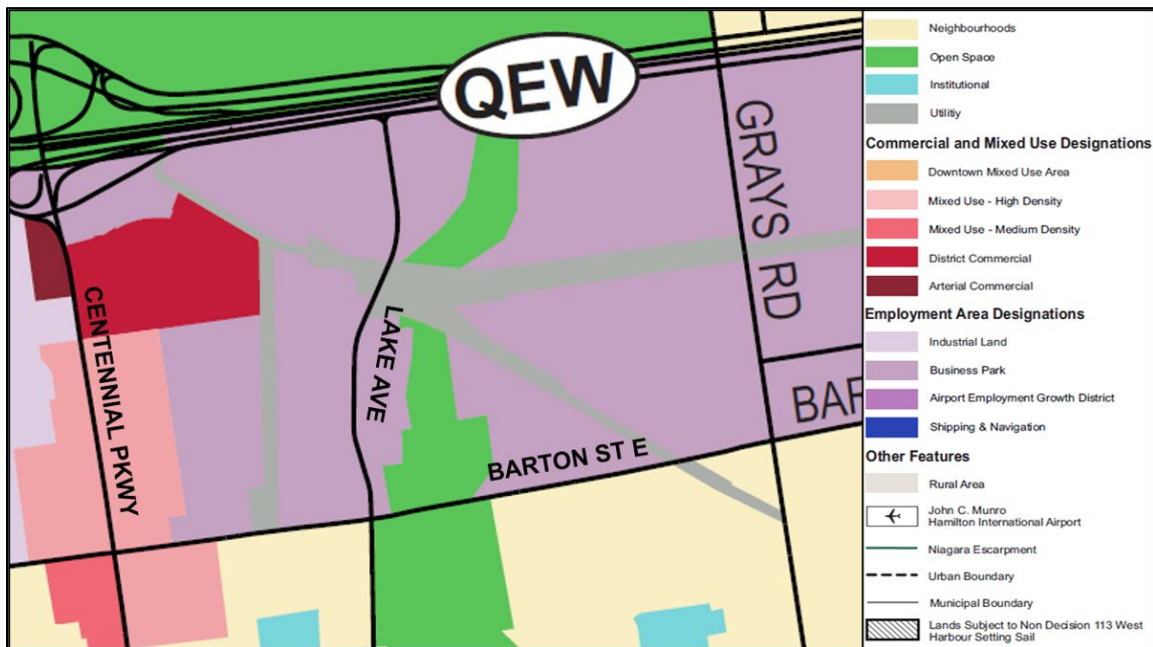 QEW
GRAYS RD
CENTENNIAL PKWY
LAKE AVE
BARTON ST E
BAR
Neighbourhoods
Open Space
Institutional
Utilitiy
Commercial and Mixed Use Designations
Downtown Mixed Use Area
Mixed Use - High Density
Mixed Use - Medium Density
District Commercial
Arterial Commercial
Employment Area Designations
Industrial Land
Business Park
Airport Employment Growth District
Shipping & Navigation
Other Features
Rural Area
John C. Munro
Hamilton International Airport
Niagara Escarpment
Urban Boundary
Municipal Boundary
Lands Subject to Non Decision 113 West
Harbour Setting Sail